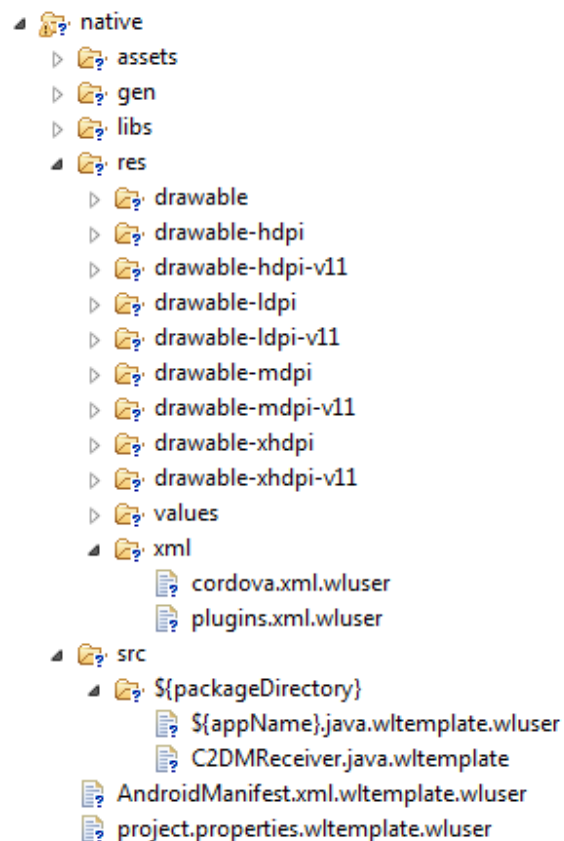 native
assets
gen
libs
res
drawable
drawable-hdpi
drawable-hdpi-v11
drawable-ldpi
drawable-ldpi-v11
drawable-mdpi
drawable-mdpi-v11
drawable-xhdpi
drawable-xhdpi-v11
values
xml
cordova.xml.wluser
plugins.xml.wluser
src
${packageDirectory}
${appName}.java.wltemplate.wluser
C2DMReceiver.java.wltemplate
AndroidManifest.xml.wltemplate.wluser
project.properties.wltemplate.wluser